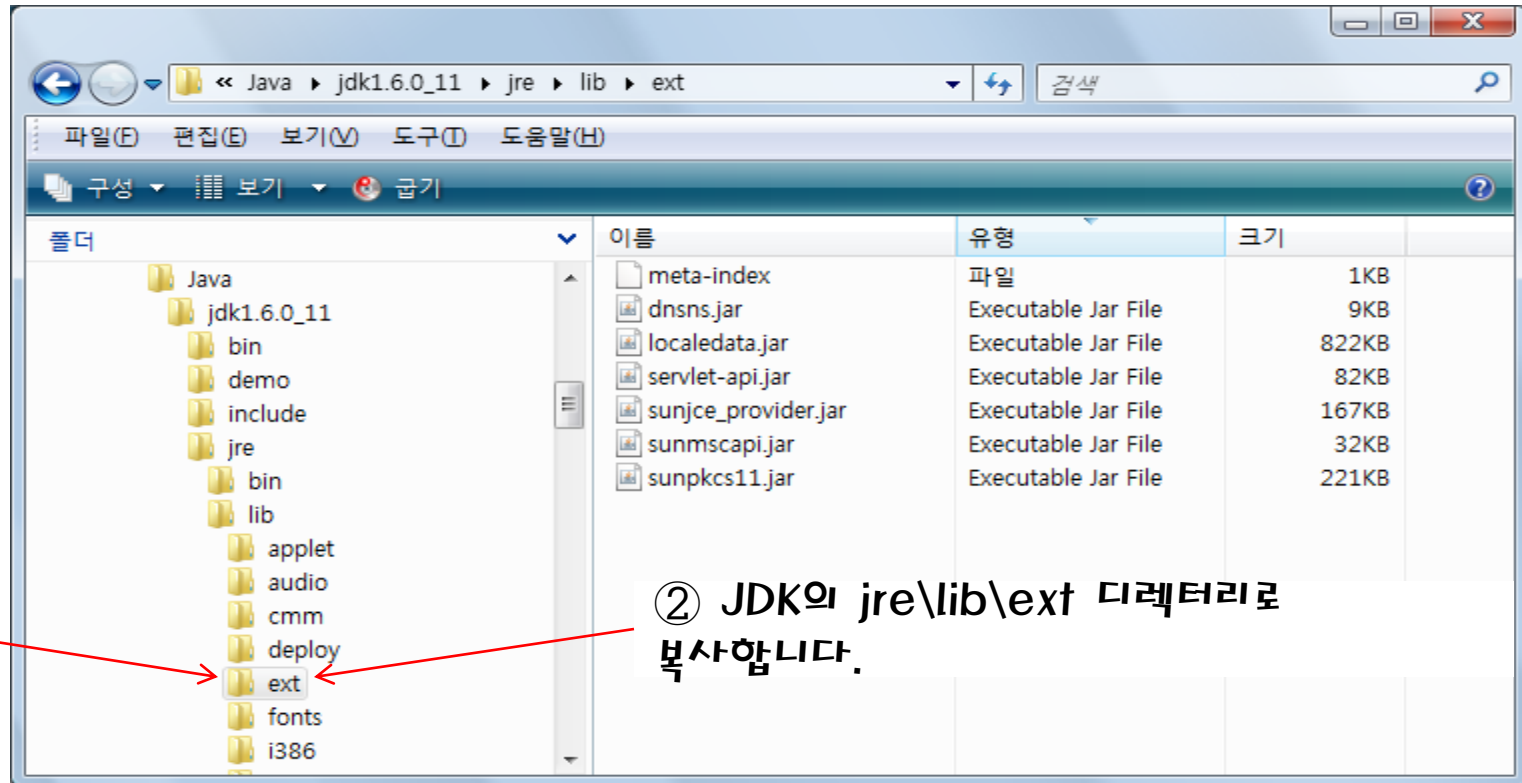 « Java ▸ jdk1.6.0_11 ▸ jre ▸ lib ▸ ext
검색
파일(F) 편집(E) 보기(V) 도구(T) 도움말(H)
구성 보기 굽기
폴더
이름 유형 크기
Java
jdk1.6.0_11
bin
demo
include
jre
bin
lib
applet
audio
cmm
deploy
ext
fonts
i386
meta-index 파일 1KB
dnsns.jar Executable Jar File 9KB
localedata.jar Executable Jar File 822KB
servlet-api.jar Executable Jar File 82KB
sunjce_provider.jar Executable Jar File 167KB
sunmscapi.jar Executable Jar File 32KB
sunpkcs11.jar Executable Jar File 221KB
② JDK의 jre\lib\ext 디렉터리로
복사합니다.